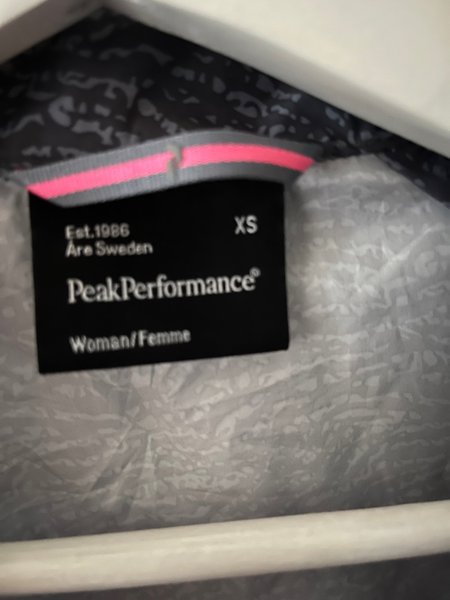 Est.1986
XS
Åre Sweden
PeakPerformance®
Woman/Femme